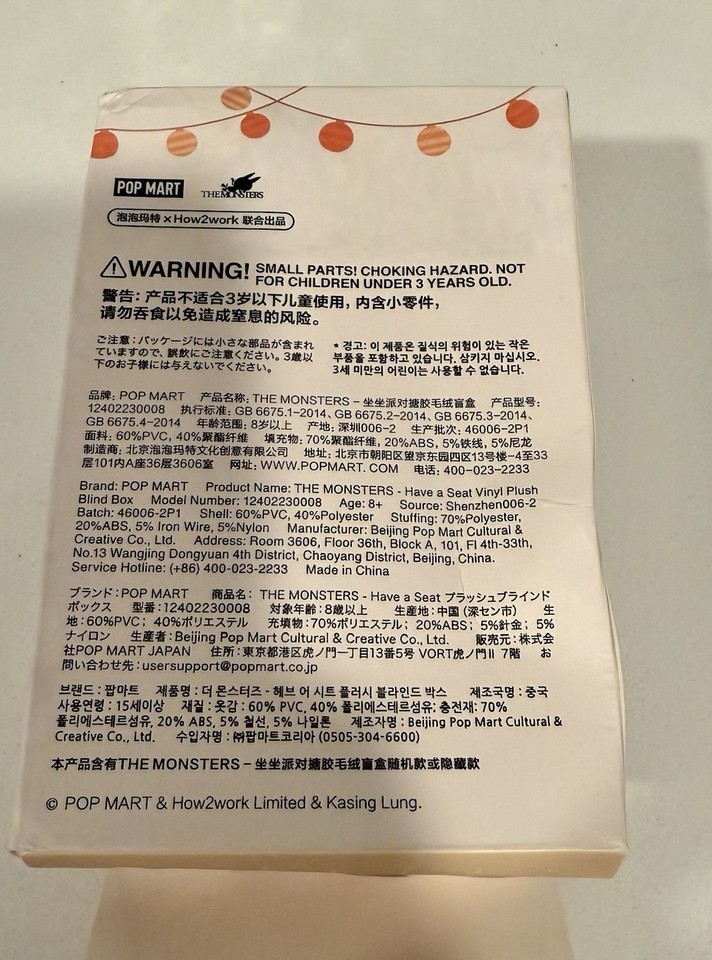 POP MART THE MONSTERS
泡泡玛特×How2work 联合出品
WARNING! SMALL PARTS! CHOKING HAZARD. NOT
FOR CHILDREN UNDER 3 YEARS OLD.
警告：产品不适合3岁以下儿童使用，内含小零件，
请勿吞食以免造成窒息的风险。
ご注意：パッケージには小さな部品が含まれ
ていますので、誤飲にご注意ください。3歳以
下のお子様には与えないでください。
* 경고: 이 제품은 질식의 위험이 있는 작은
부품을 포함하고 있습니다. 삼키지 마십시오.
3세 미만의 어린이는 사용할 수 없습니다.
品牌：POP MART 产品名称：THE MONSTERS – 坐坐派对搪胶毛绒盲盒 产品型号：
12402230008 执行标准：GB 6675.1–2014、GB 6675.2–2014、GB 6675.3–2014、
GB 6675.4–2014 年龄范围：8岁以上 产地：深圳006–2 生产批次：46006–2P1
面料：60%PVC，40%聚酯纤维 填充物：70%聚酯纤维，20%ABS，5%铁线，5%尼龙
制造商：北京泡泡玛特文化创意有限公司 地址：北京市朝阳区望京东园四区13号楼–4至33
层101内A座36层3606室 网址：WWW.POPMART.COM 电话：400–023–2233
Brand: POP MART Product Name: THE MONSTERS - Have a Seat Vinyl Plush
Blind Box Model Number: 12402230008 Age: 8+ Source: Shenzhen006-2
Batch: 46006-2P1 Shell: 60%PVC, 40%Polyester Stuffing: 70%Polyester,
20%ABS, 5% Iron Wire, 5%Nylon Manufacturer: Beijing Pop Mart Cultural &
Creative Co., Ltd. Address: Room 3606, Floor 36th, Block A, 101, Fl 4th-33th,
No.13 Wangjing Dongyuan 4th District, Chaoyang District, Beijing, China.
Service Hotline: (+86) 400-023-2233 Made in China
ブランド：POP MART 商品名： THE MONSTERS - Have a Seat プラッシュブラインド
ボックス 型番：12402230008 対象年齢：8歳以上 生産地：中国（深セン市） 生
地：60%PVC； 40%ポリエステル 充填物：70%ポリエステル； 20%ABS； 5%針金； 5%
ナイロン 生産者：Beijing Pop Mart Cultural & Creative Co., Ltd. 販売元：株式会
社POP MART JAPAN 住所：東京都港区虎ノ門一丁目13番5号 VORT虎ノ門II 7階 お
問い合わせ先：usersupport@popmart.co.jp
브랜드 : 팝마트 제품명 : 더 몬스터즈 - 헤브 어 시트 플러시 블라인드 박스 제조국명 : 중국
사용연령 : 15세이상 재질 : 옷감 : 60% PVC, 40% 폴리에스테르섬유; 충전재: 70%
폴리에스테르섬유, 20% ABS, 5% 철선, 5% 나일론 제조자명 : Beijing Pop Mart Cultural &
Creative Co., Ltd. 수입자명 : ㈜팝마트코리아 (0505-304-6600)
本产品含有THE MONSTERS – 坐坐派对搪胶毛绒盲盒随机款或隐藏款
© POP MART & How2work Limited & Kasing Lung.